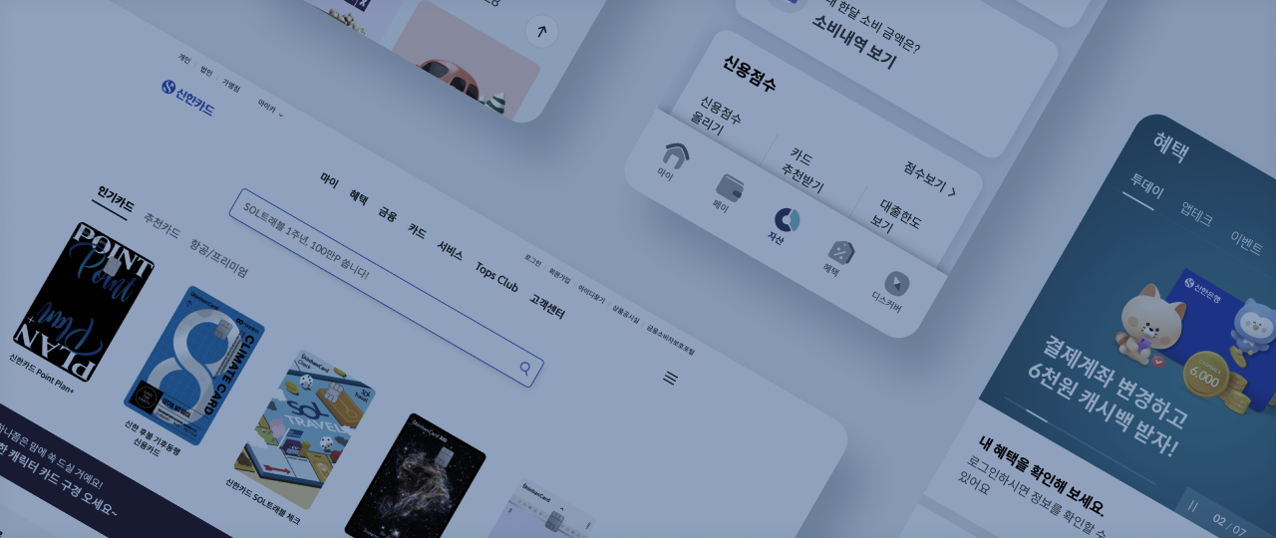 한달 소비 금액은?
소비내역 보기
신용점수
신용점수
올리기
카드
추천받기
점수보기
대출한도
보기
마이
페이
자산
혜택
디스커버
개인
법인
가맹점
마이카
신한카드
마이
혜택
금융
카드
서비스
Tops Club
고객센터
로그인
회원가입
마이디찾기
상품공시실
금융소비자보호포털
SOL트래블 1주년, 100만P 쏩니다!
인기카드
추천카드
항공/프리미엄
POINT
Point
Plan
PLAN+
신한카드 Point Plan+
CLIMATE CARD
신한 후불 기후동행
신용카드
ShinhanCard
Check
SOL
TRAVEL
신한카드 SOL트래블 체크
ShinhanCard
ShinhanCard
하나쯤은 맘에 쏙 드실 거예요!
캐릭터 카드 구경 오세요~
혜택
투데이
앱테크
이벤트
신한은행
6,000
결제계좌 변경하고
6천원 캐시백 받자!
02 / 07
내 혜택을 확인해 보세요.
로그인하시면 정보를 확인할 수
있어요